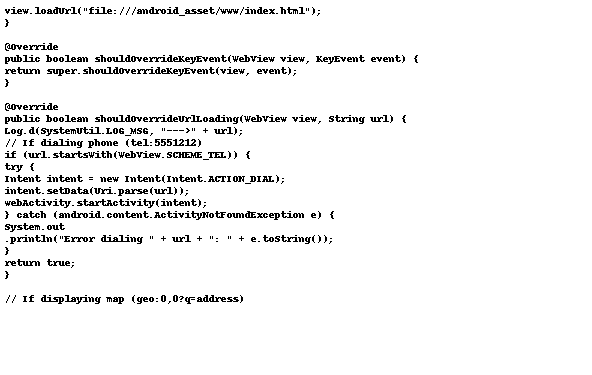 view.loadUrl("file:///android_asset/www/index.html");
}
@Override
public boolean shouldOverrideKeyEvent(WebView view, KeyEvent event) {
return super.shouldOverrideKeyEvent(view, event);
}
@Override
public boolean shouldOverrideUrlLoading(WebView view, String url) {
Log.d(SystemUtil.LOG_MSG, "--->" + url);
// If dialing phone (tel:5551212)
if (url.startsWith(WebView.SCHEME_TEL)) {
try {
Intent intent = new Intent(Intent.ACTION_DIAL);
intent.setData(Uri.parse(url));
webActivity.startActivity(intent);
} catch (android.content.ActivityNotFoundException e) {
System.out
.println("Error dialing " + url + ": " + e.toString());
}
return true;
}
// If displaying map (geo:0,0?q=address)